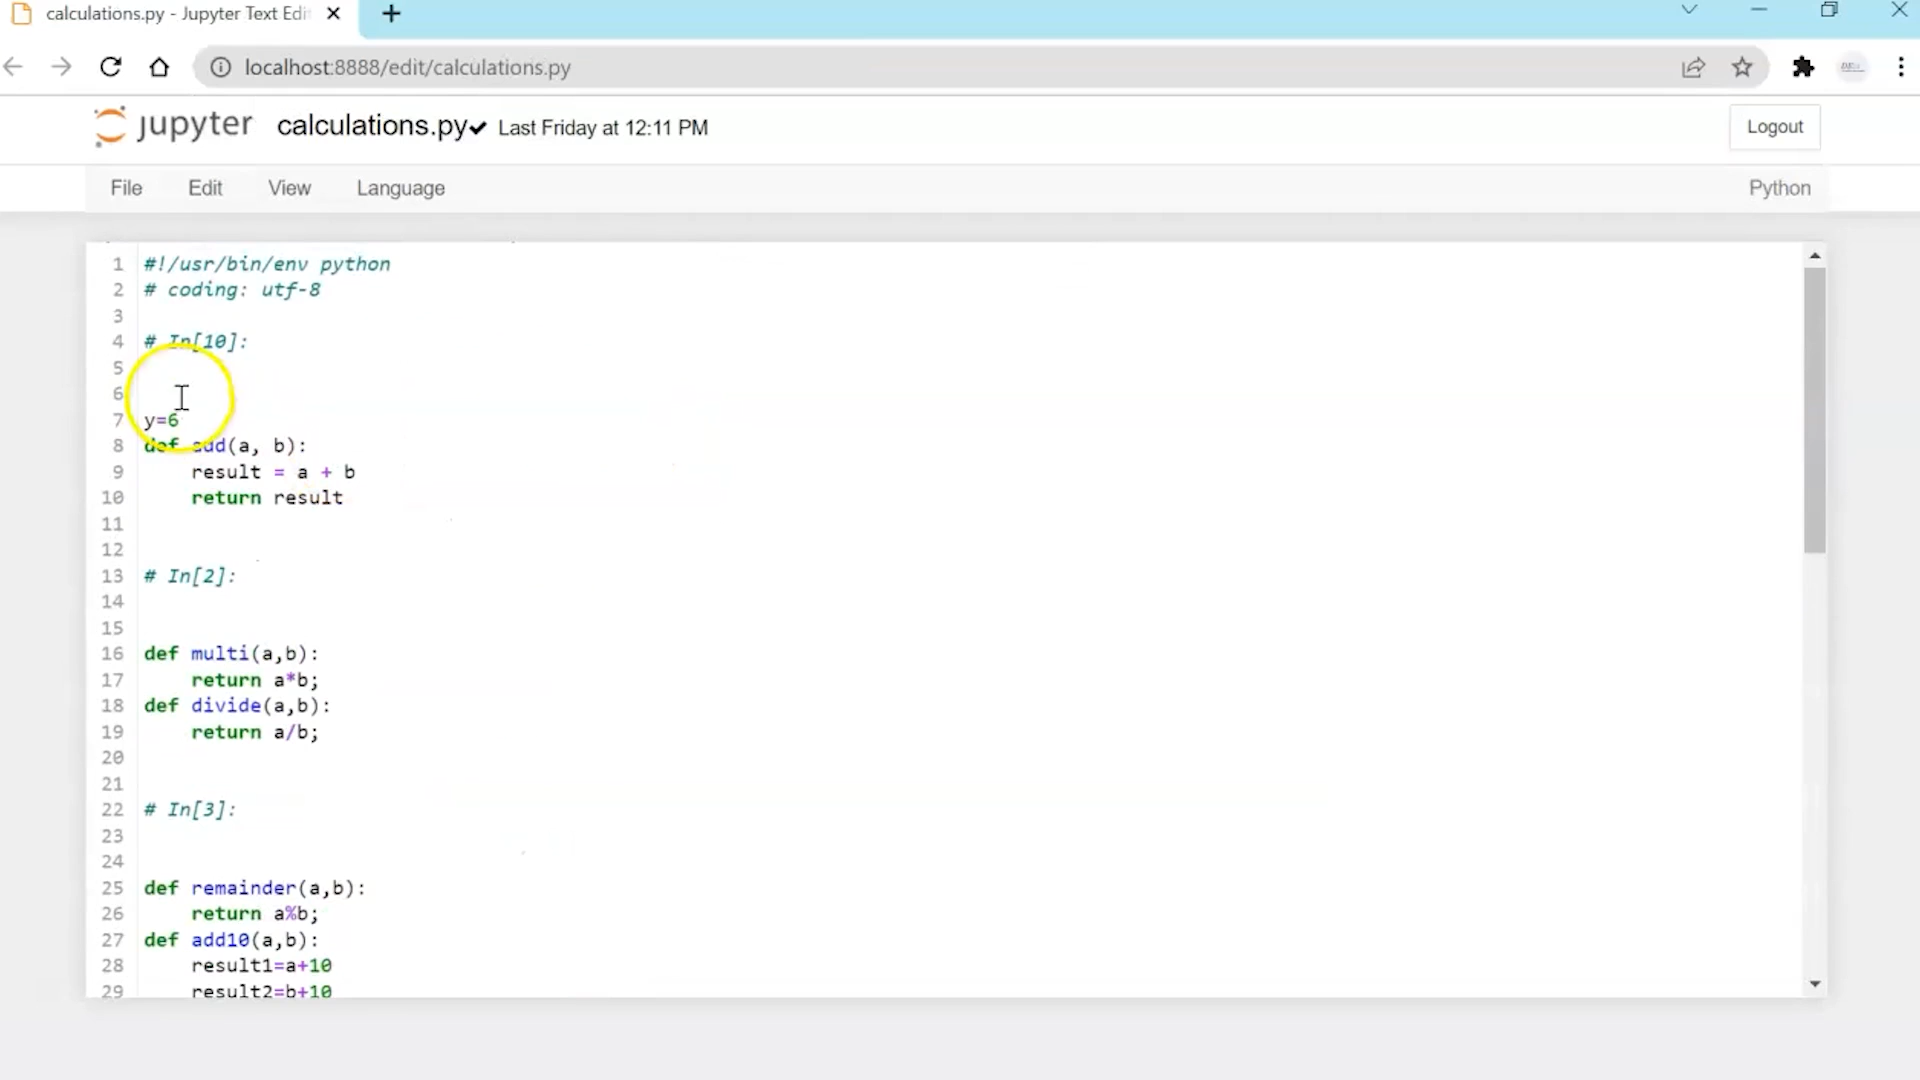 calculations.py - Jupyter Text Edi
localhost:8888/edit/calculations.py
jupyter calculations.py Last Friday at 12:11 PM Logout
File Edit View Language Python
1 #!/usr/bin/env python
2 # coding: utf-8
3
4 # In[10]:
5
6
7 y=6
8 def add(a, b):
9 result = a + b
10 return result
11
12
13 # In[2]:
14
15
16 def multi(a,b):
17 return a*b;
18 def divide(a,b):
19 return a/b;
20
21
22 # In[3]:
23
24
25 def remainder(a,b):
26 return a%b;
27 def add10(a,b):
28 result1=a+10
29 result2=b+10